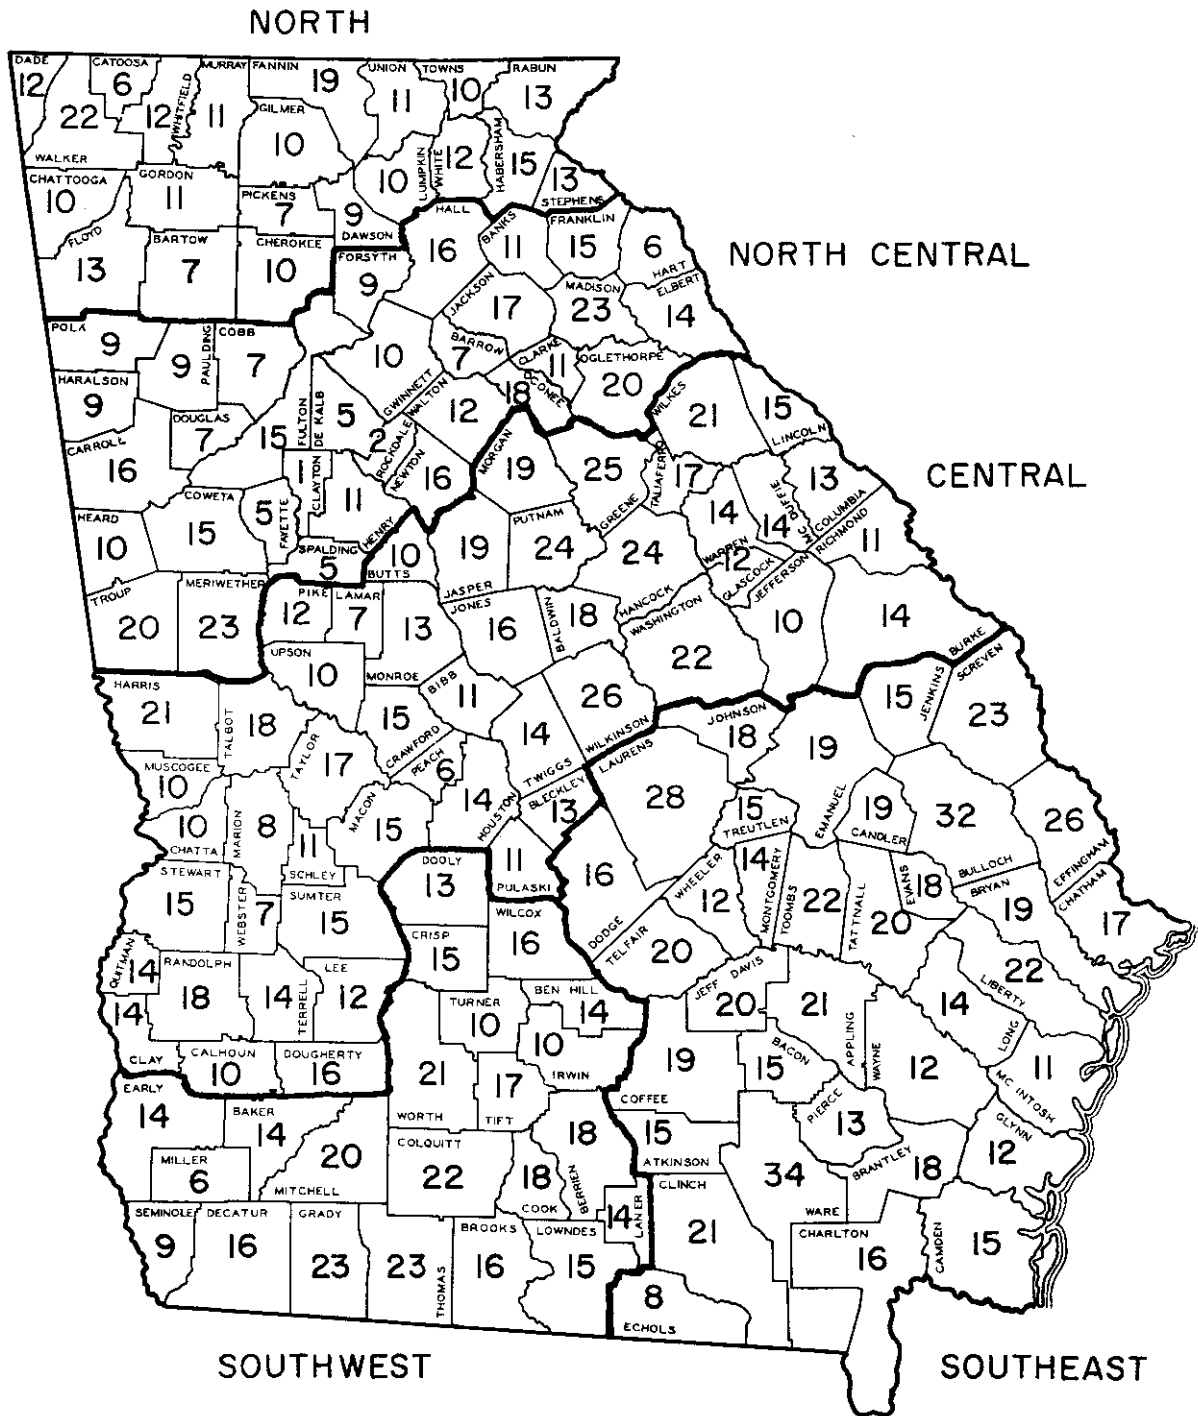 NORTH
DADE
12
CATOOSA
6
MURRAY
FANNIN
19
UNION
11
TOWNS
10
RABUN
13
22
WALKER
12
WHITFIELD
11
GILMER
10
LUMPKIN
10
WHITE
12
HABERSHAM
15
13
STEPHENS
CHATTOOGA
10
GORDON
11
PICKENS
7
9
DAWSON
HALL
16
BANKS
11
FRANKLIN
15
6
HART
NORTH CENTRAL
FLOYD
13
BARTOW
7
CHEROKEE
10
FORSYTH
9
JACKSON
17
MADISON
23
ELBERT
14
POLK
9
9
PAULDING
COBB
7
10
GWINNETT
BARROW
7
CLARKE
11
OGLETHORPE
20
HARALSON
9
DOUGLAS
7
15
FULTON
DE KALB
5
2
ROCKDALE
WALTON
12
18
OCONEE
WILKES
21
15
LINCOLN
CARROLL
16
11
CLAYTON
NEWTON
16
MORGAN
19
25
GREENE
TALIAFERRO
17
13
COLUMBIA
CENTRAL
COWETA
15
5
FAYETTE
11
HENRY
PUTNAM
24
14
WARREN
14
MC DUFFIE
RICHMOND
11
HEARD
10
SPALDING
5
10
BUTTS
19
JASPER
24
HANCOCK
12
GLASCOCK
JEFFERSON
10
14
BURKE
TROUP
20
MERIWETHER
23
PIKE
12
LAMAR
7
13
MONROE
JONES
16
BALDWIN
18
WASHINGTON
22
UPSON
10
BIBB
11
26
WILKINSON
JOHNSON
18
15
JENKINS
SCREVEN
23
HARRIS
21
TALBOT
18
TAYLOR
17
15
CRAWFORD
PEACH
6
14
TWIGGS
LAURENS
28
19
EMANUEL
MUSCOGEE
10
MARION
8
MACON
15
14
HOUSTON
BLECKLEY
13
15
TREUTLEN
19
CANDLER
32
BULLOCH
26
EFFINGHAM
10
CHATTA
11
SCHLEY
DOOLY
13
11
PULASKI
16
DODGE
WHEELER
12
14
MONTGOMERY
TOOMBS
22
TATTNALL
20
EVANS
18
BRYAN
19
CHATHAM
17
STEWART
15
WEBSTER
7
SUMTER
15
CRISP
15
WILCOX
16
TELFAIR
20
QUITMAN
14
RANDOLPH
18
14
TERRELL
LEE
12
TURNER
10
BEN HILL
14
JEFF DAVIS
20
21
APPLING
14
LIBERTY
22
14
CLAY
CALHOUN
10
DOUGHERTY
16
21
WORTH
17
TIFT
10
IRWIN
19
COFFEE
15
BACON
WAYNE
12
LONG
11
MC INTOSH
EARLY
14
BAKER
14
20
MITCHELL
COLQUITT
22
18
COOK
18
BERRIEN
15
ATKINSON
PIERCE
13
34
WARE
BRANTLEY
18
GLYNN
12
MILLER
6
14
LANIER
CLINCH
21
SEMINOLE
9
DECATUR
16
GRADY
23
23
THOMAS
BROOKS
16
LOWNDES
15
8
ECHOLS
CHARLTON
16
CAMDEN
15
SOUTHWEST
SOUTHEAST